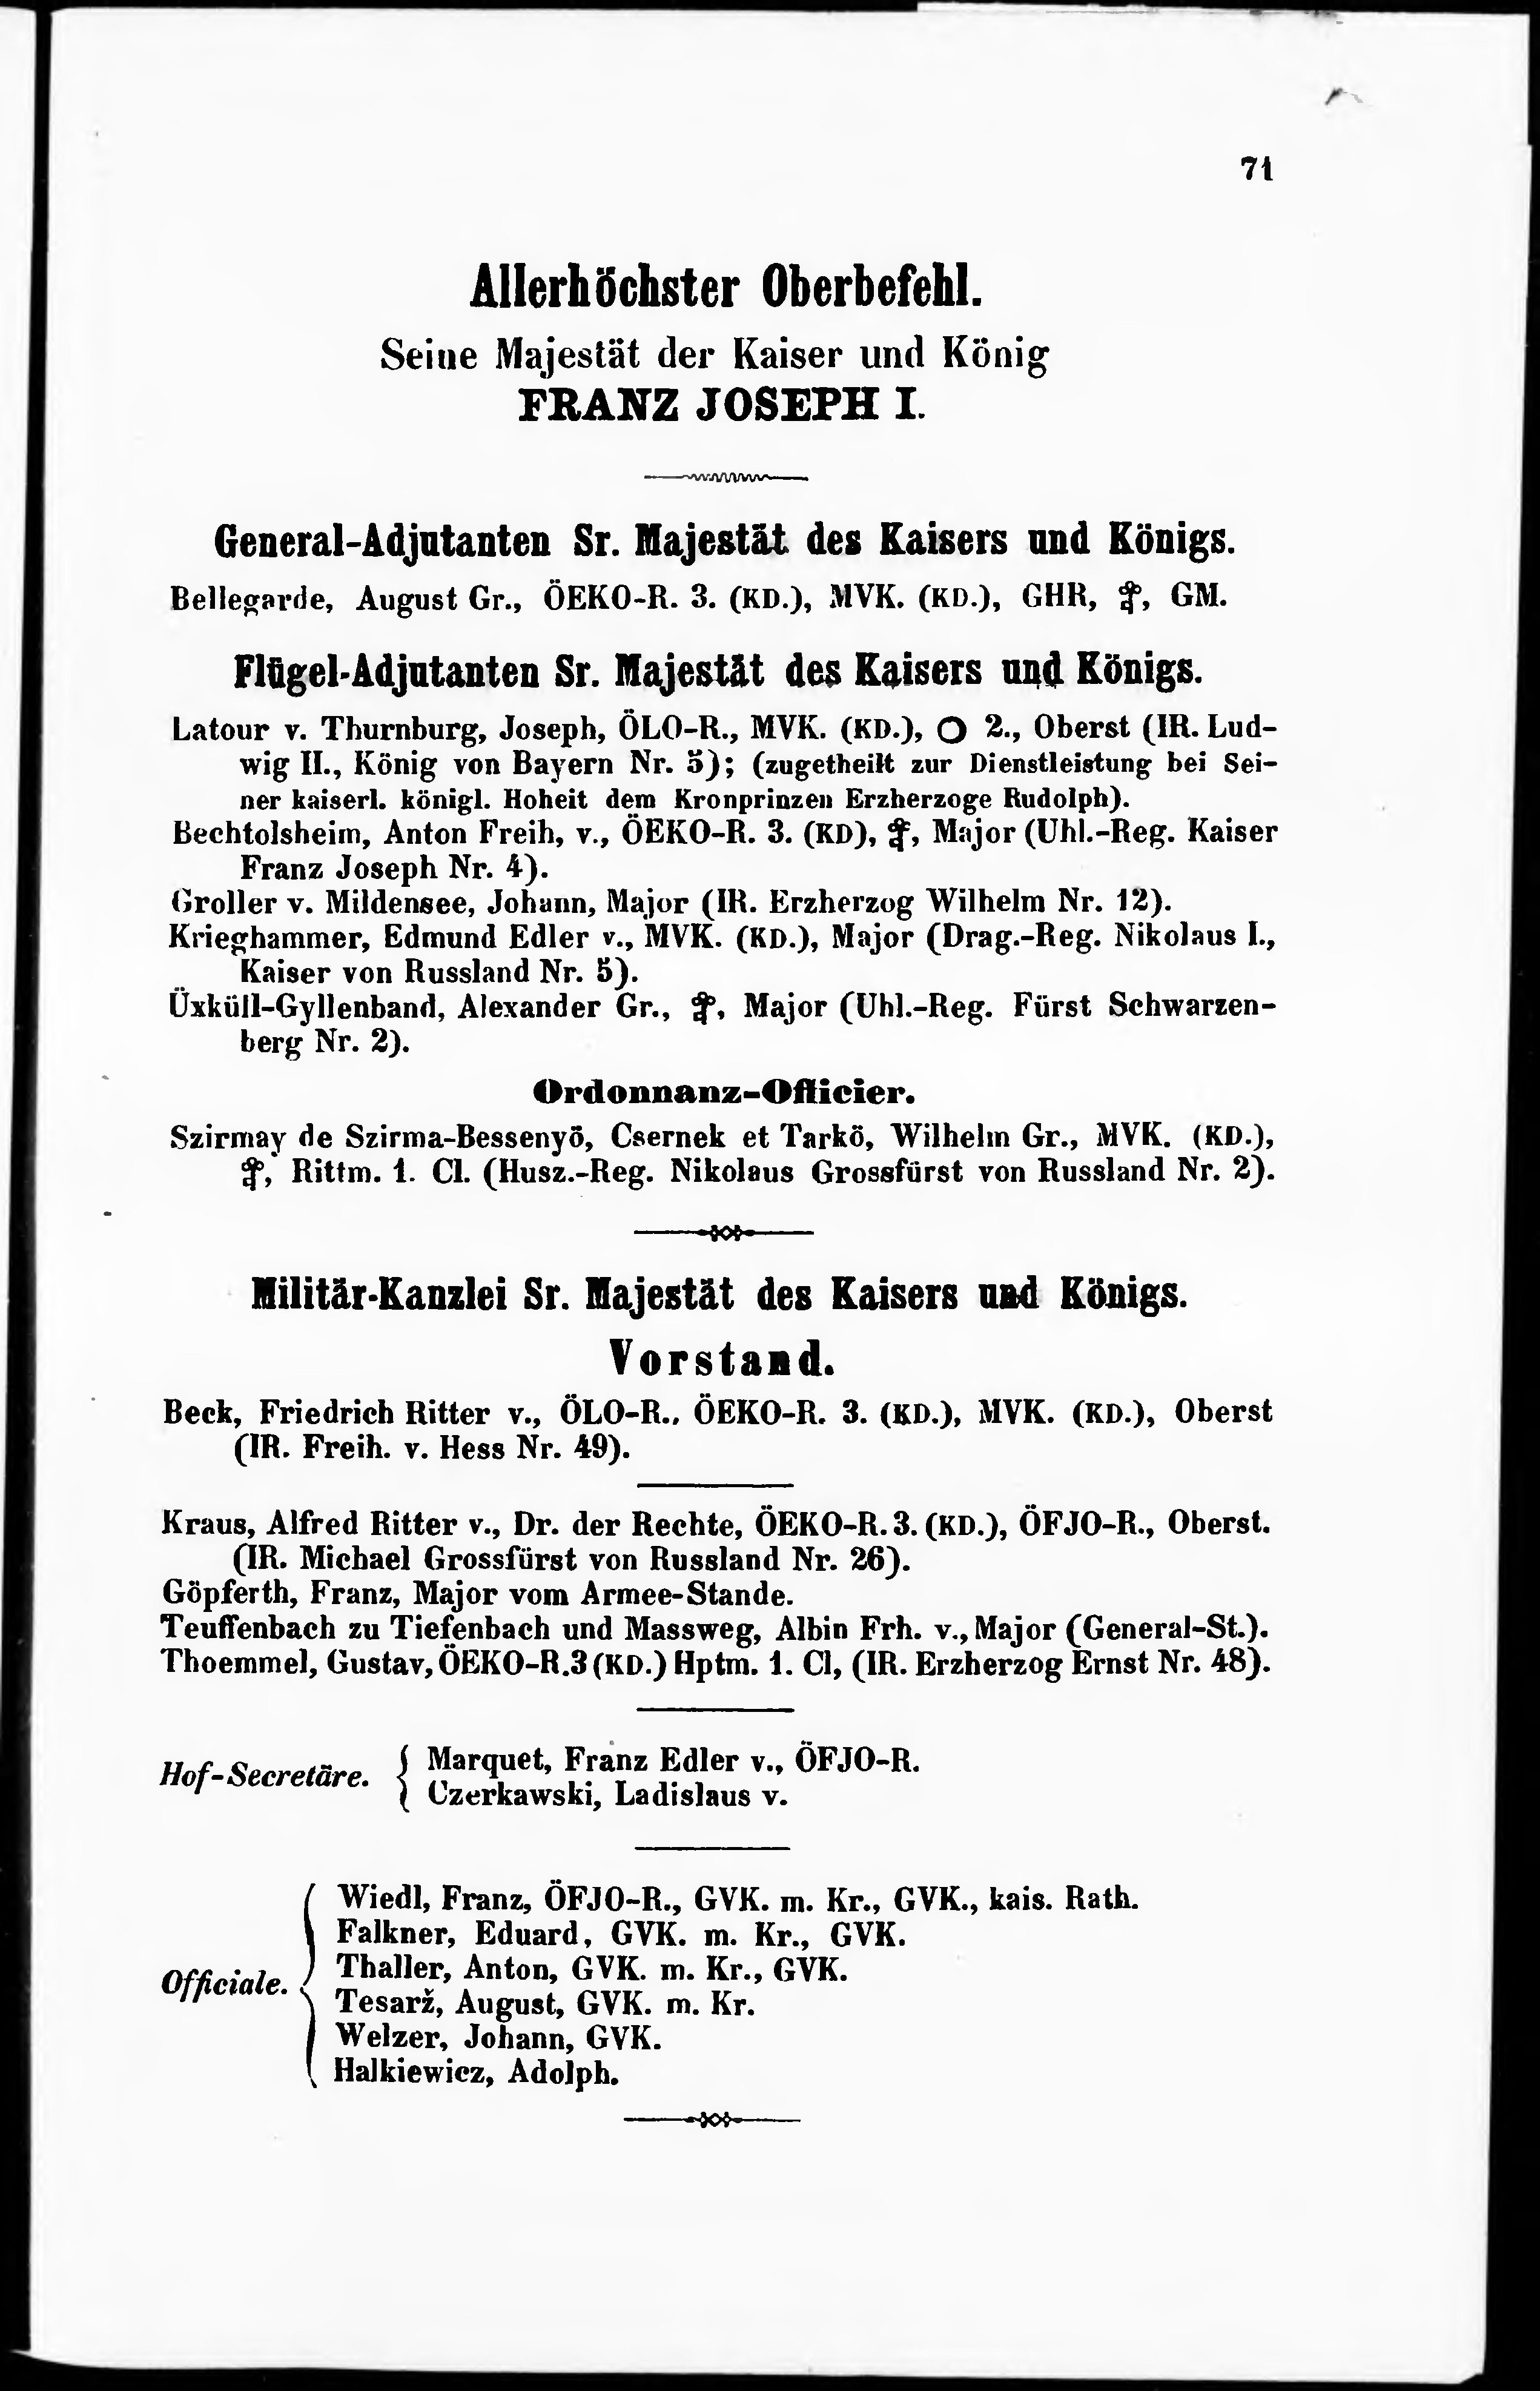 71
Allerhöchster Oberbefehl.
Seine Majestät der Kaiser und König
FRANZ JOSEPH I.
General-Adjutanten Sr. Majestät des Kaisers und Königs.
Bellegarde, August Gr., ÖEKO-R. 3. (KD.), MVK. (KD.), GHR, , GM.
Flügel-Adjutanten Sr. Majestät des Kaisers und Königs.
Latour v. Thurnburg, Joseph, ÖLO-R., MVK. (KD.), O 2., Oberst (IR. Lud-
wig II., König von Bayern Nr. 5); (zugetheilt zur Dienstleistung bei Sei-
ner kaiserl. königl. Hoheit dem Kronprinzen Erzherzoge Rudolph).
Bechtolsheim, Anton Freih, v., ÖEKO-R. 3. (KD), , Major (Uhl.-Reg. Kaiser
Franz Joseph Nr. 4).
Groller v. Mildensee, Johann, Major (IR. Erzherzog Wilhelm Nr. 12).
Krieghammer, Edmund Edler v., MVK. (KD.), Major (Drag.-Reg. Nikolaus I.,
Kaiser von Russland Nr. 5).
Üxküll-Gyllenband, Alexander Gr., , Major (Uhl.-Reg. Fürst Schwarzen-
berg Nr. 2).
Ordonnanz-Officier.
Szirmay de Szirma-Bessenyö, Csernek et Tarkö, Wilhelm Gr., MVK. (KD.),
, Rittm. 1. Cl. (Husz.-Reg. Nikolaus Grossfürst von Russland Nr. 2).
Militär-Kanzlei Sr. Majestät des Kaisers und Königs.
Vorstand.
Beck, Friedrich Ritter v., ÖLO-R., ÖEKO-R. 3. (KD.), MVK. (KD.), Oberst
(IR. Freih. v. Hess Nr. 49).
Kraus, Alfred Ritter v., Dr. der Rechte, ÖEKO-R. 3. (KD.), ÖFJO-R., Oberst.
(IR. Michael Grossfürst von Russland Nr. 26).
Göpferth, Franz, Major vom Armee-Stande.
Teuffenbach zu Tiefenbach und Massweg, Albin Frh. v., Major (General-St.).
Thoemmel, Gustav, ÖEKO-R.3 (KD.) Hptm. 1. Cl, (IR. Erzherzog Ernst Nr. 48).
Hof-Secretäre. { Marquet, Franz Edler v., ÖFJO-R.
Czerkawski, Ladislaus v.
Wiedl, Franz, ÖFJO-R., GVK. m. Kr., GVK., kais. Rath.
Falkner, Eduard, GVK. m. Kr., GVK.
Officiale. { Thaller, Anton, GVK. m. Kr., GVK.
Tesarž, August, GVK. m. Kr.
Welzer, Johann, GVK.
Halkiewicz, Adolph.